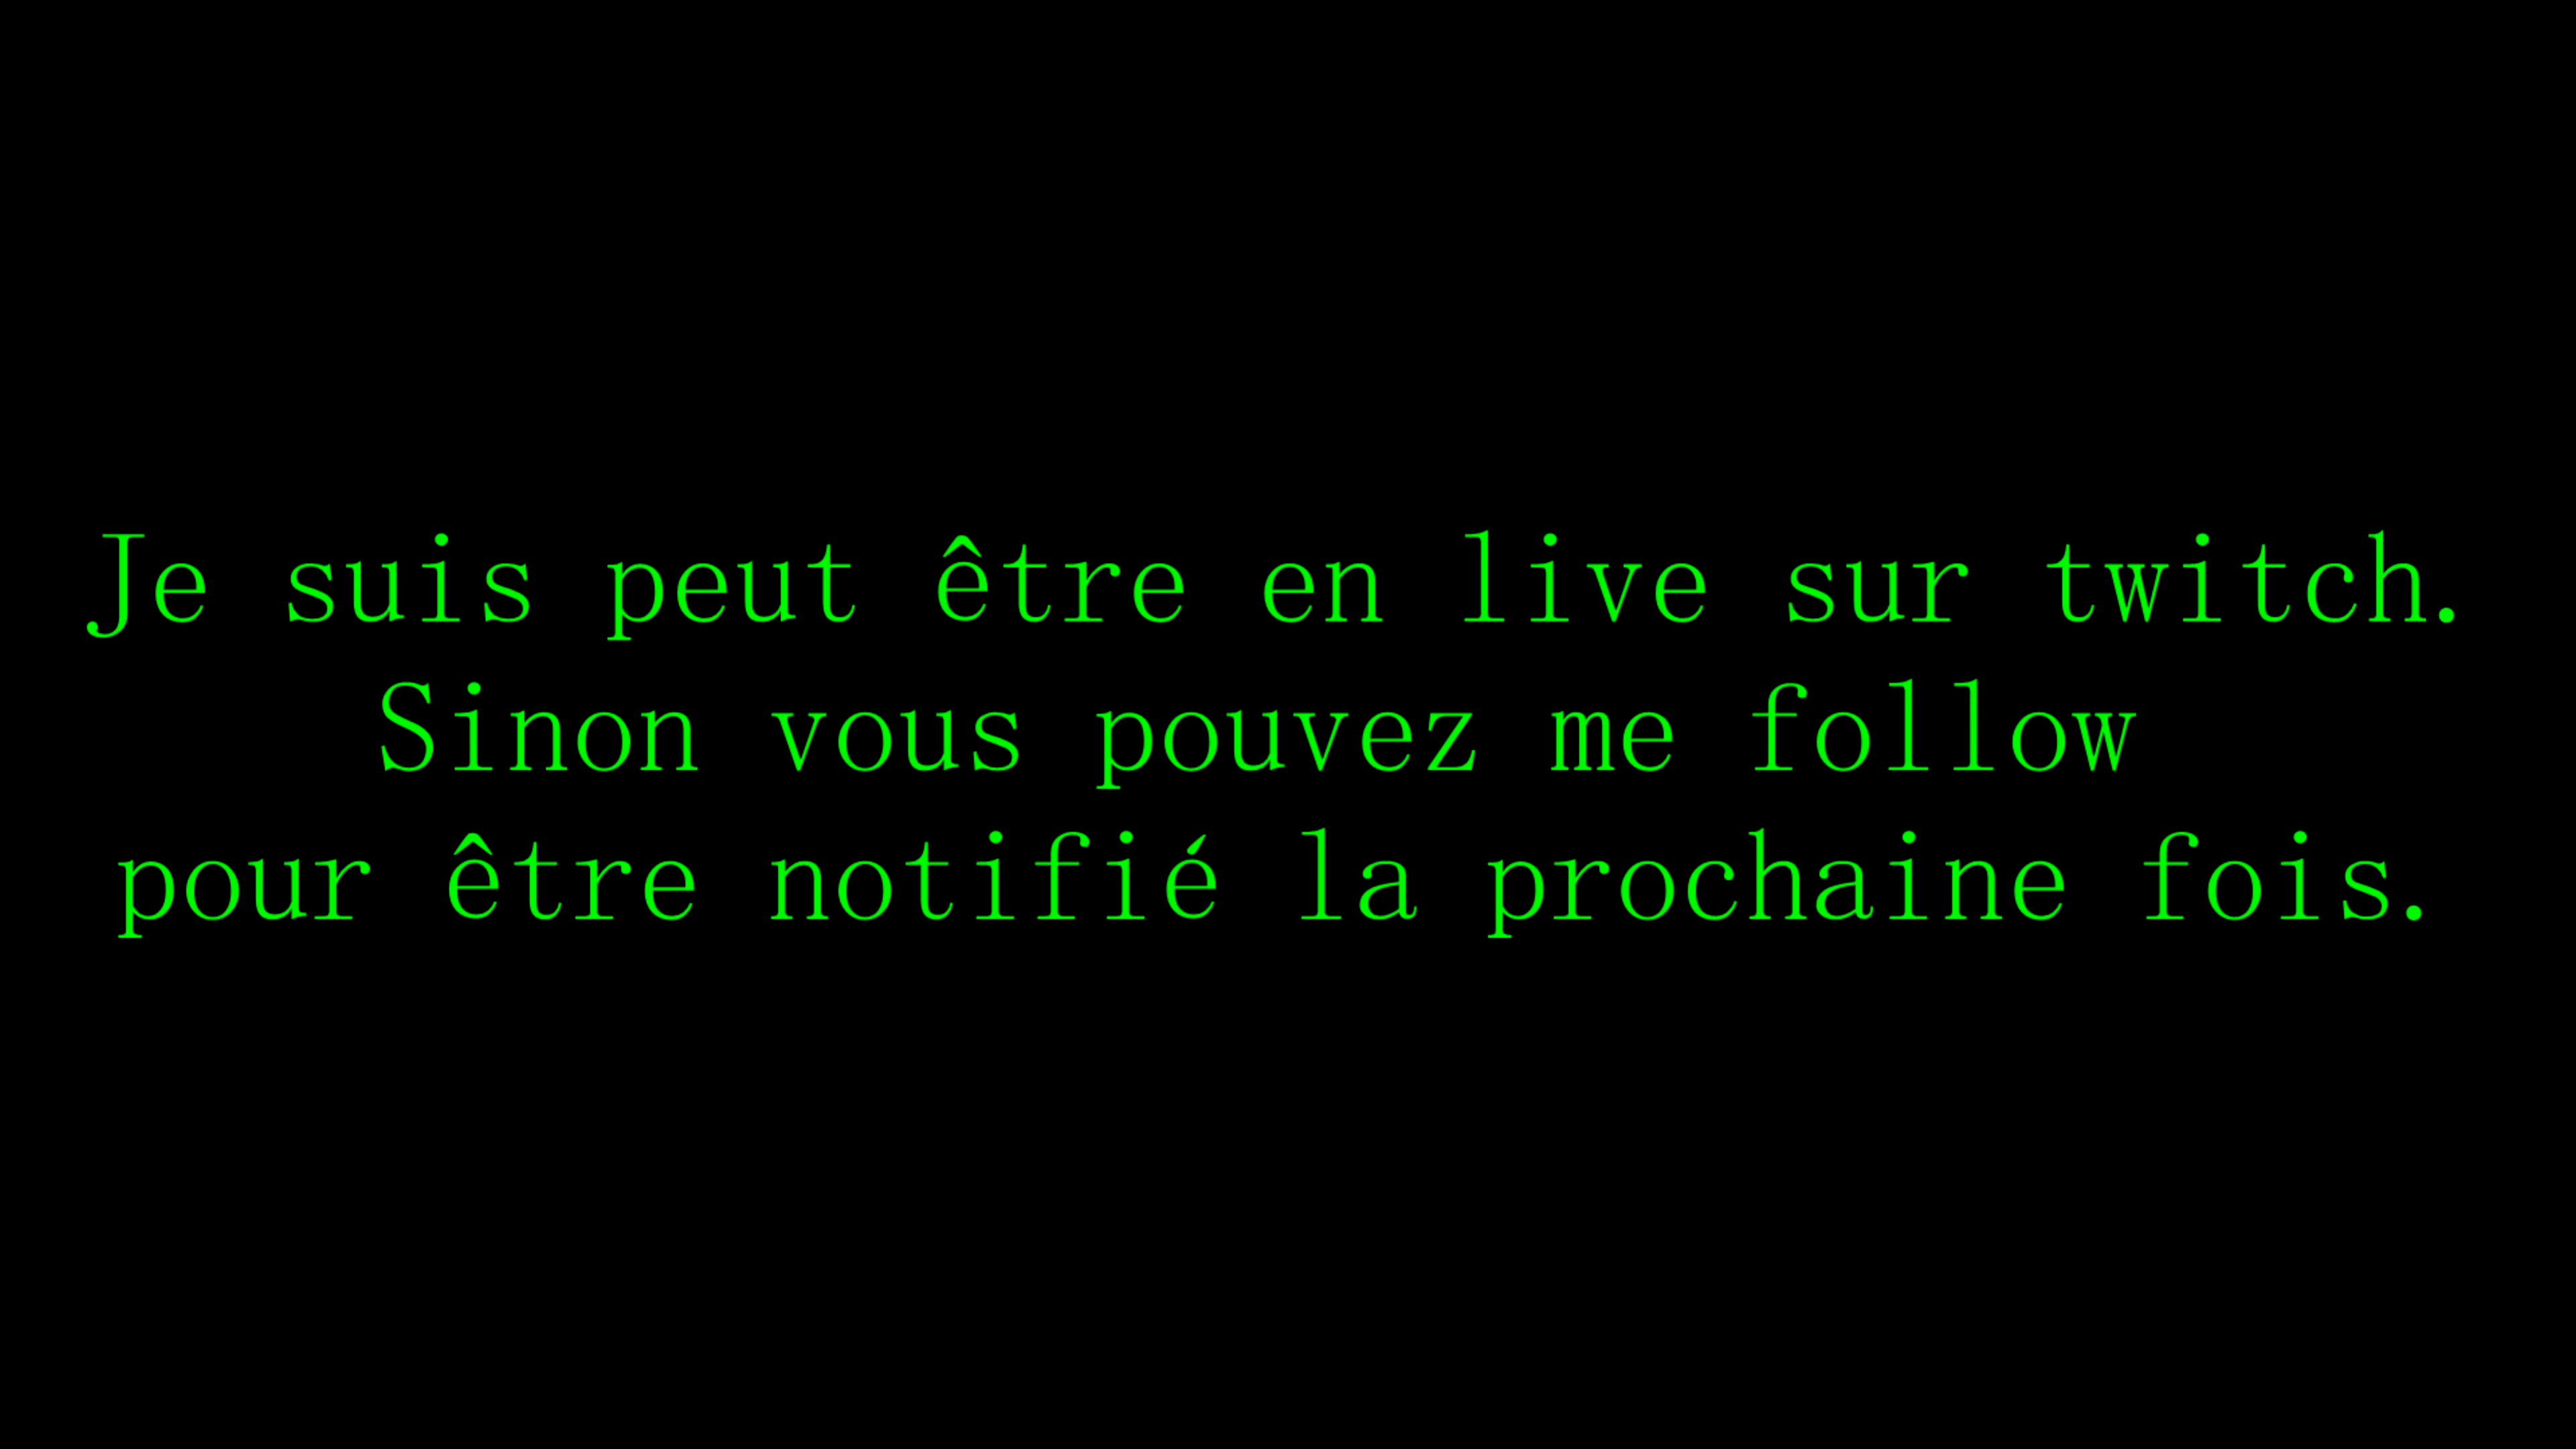 Je suis peut être en live sur twitch.
Sinon vous pouvez me follow
pour être notifié la prochaine fois.